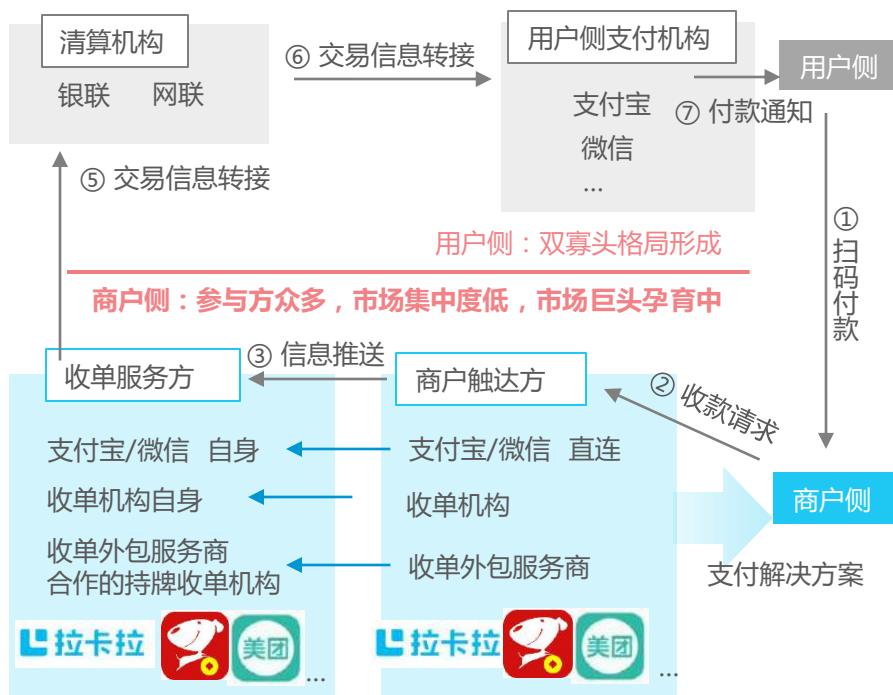 清算机构
银联 网联
⑥ 交易信息转接
用户侧支付机构
支付宝
微信
...
用户侧
⑦ 付款通知
⑤ 交易信息转接
①扫码付款
用户侧：双寡头格局形成
商户侧：参与方众多，市场集中度低，市场巨头孕育中
收单服务方
③ 信息推送
商户触达方
② 收款请求
支付宝/微信 自身
支付宝/微信 直连
收单机构自身
收单机构
商户侧
收单外包服务商
合作的持牌收单机构
收单外包服务商
支付解决方案
拉卡拉
美团
...
拉卡拉
美团
...